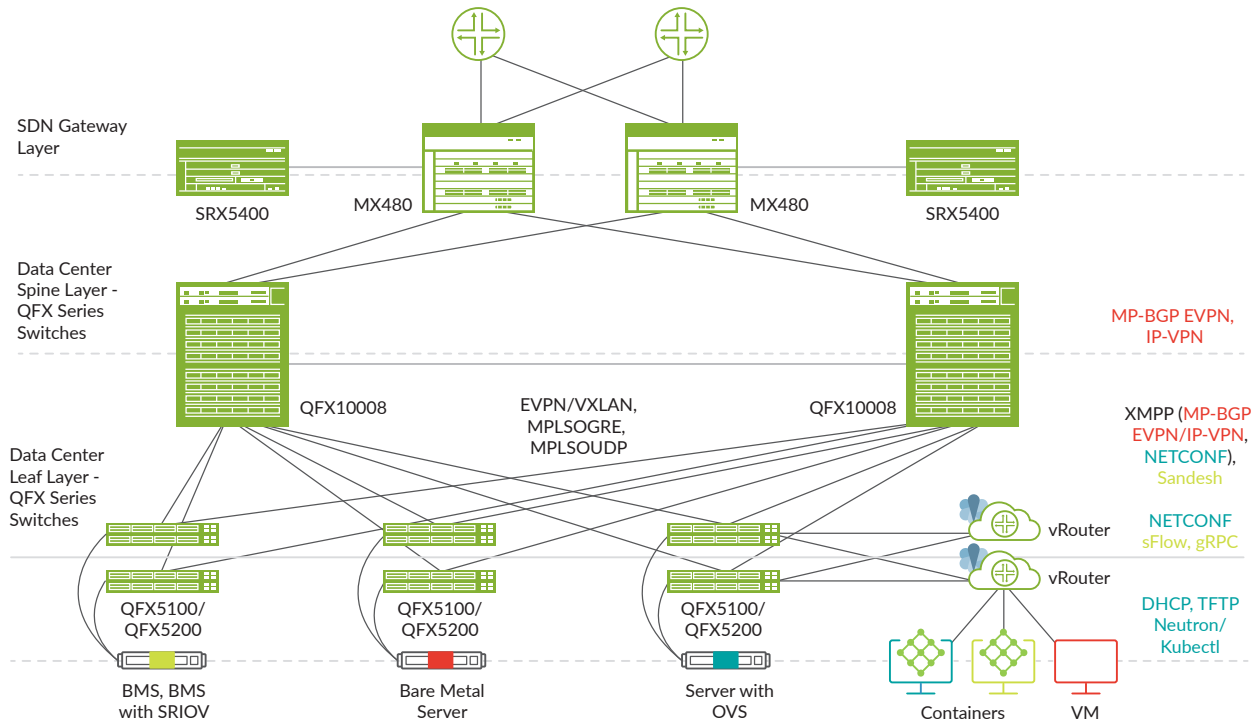 SDN Gateway
Layer
SRX5400
MX480
MX480
SRX5400
Data Center
Spine Layer -
QFX Series
Switches
MP-BGP EVPN,
IP-VPN
QFX10008
EVPN/VXLAN,
MPLSOGRE,
MPLSOUDP
QFX10008
XMPP (MP-BGP
EVPN/IP-VPN,
NETCONF),
Sandesh
Data Center
Leaf Layer -
QFX Series
Switches
vRouter
NETCONF
sFlow, gRPC
vRouter
QFX5100/
QFX5200
QFX5100/
QFX5200
QFX5100/
QFX5200
DHCP, TFTP
Neutron/
Kubectl
BMS, BMS
with SRIOV
Bare Metal
Server
Server with
OVS
Containers
VM